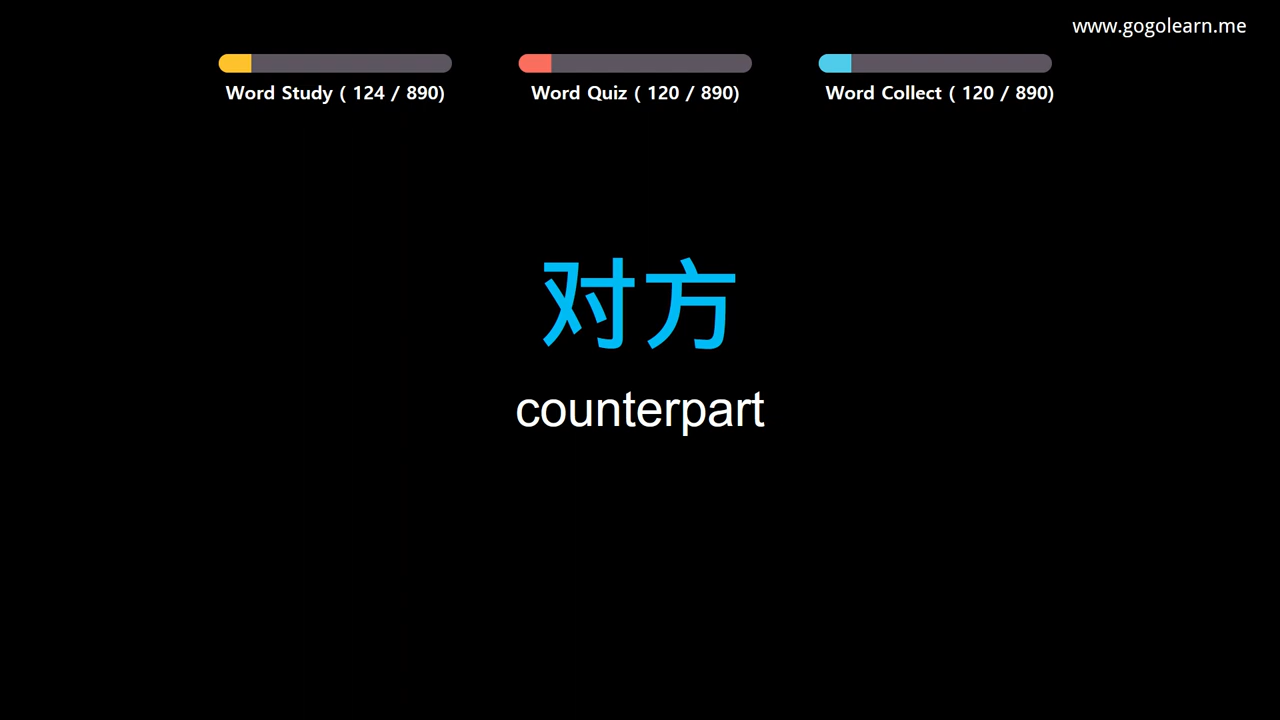 www.gogolearn.me
Word Study ( 124 / 890)
Word Quiz ( 120 / 890)
Word Collect ( 120 / 890)
对方
counterpart